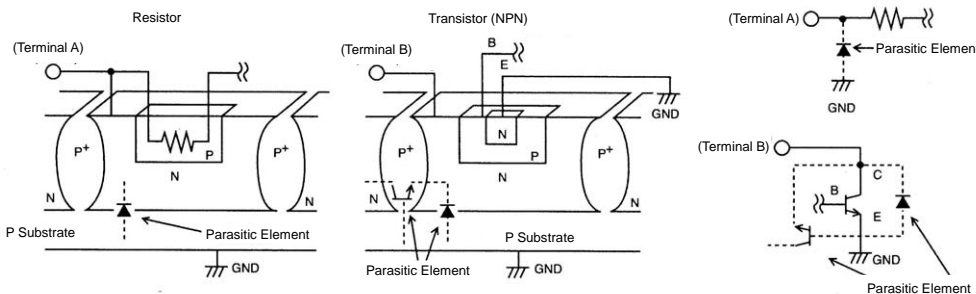 Resistor
(Terminal A)
P+
N
P
P+
N
N
P Substrate
Parasitic Element
GND
Transistor (NPN)
(Terminal B)
B
E
GND
P+
N
P
P+
N
N
N
P Substrate
Parasitic Element
GND
Terminal A)
Parasitic Elemen
GND
(Terminal B)
C
B
E
GND
Parasitic Element